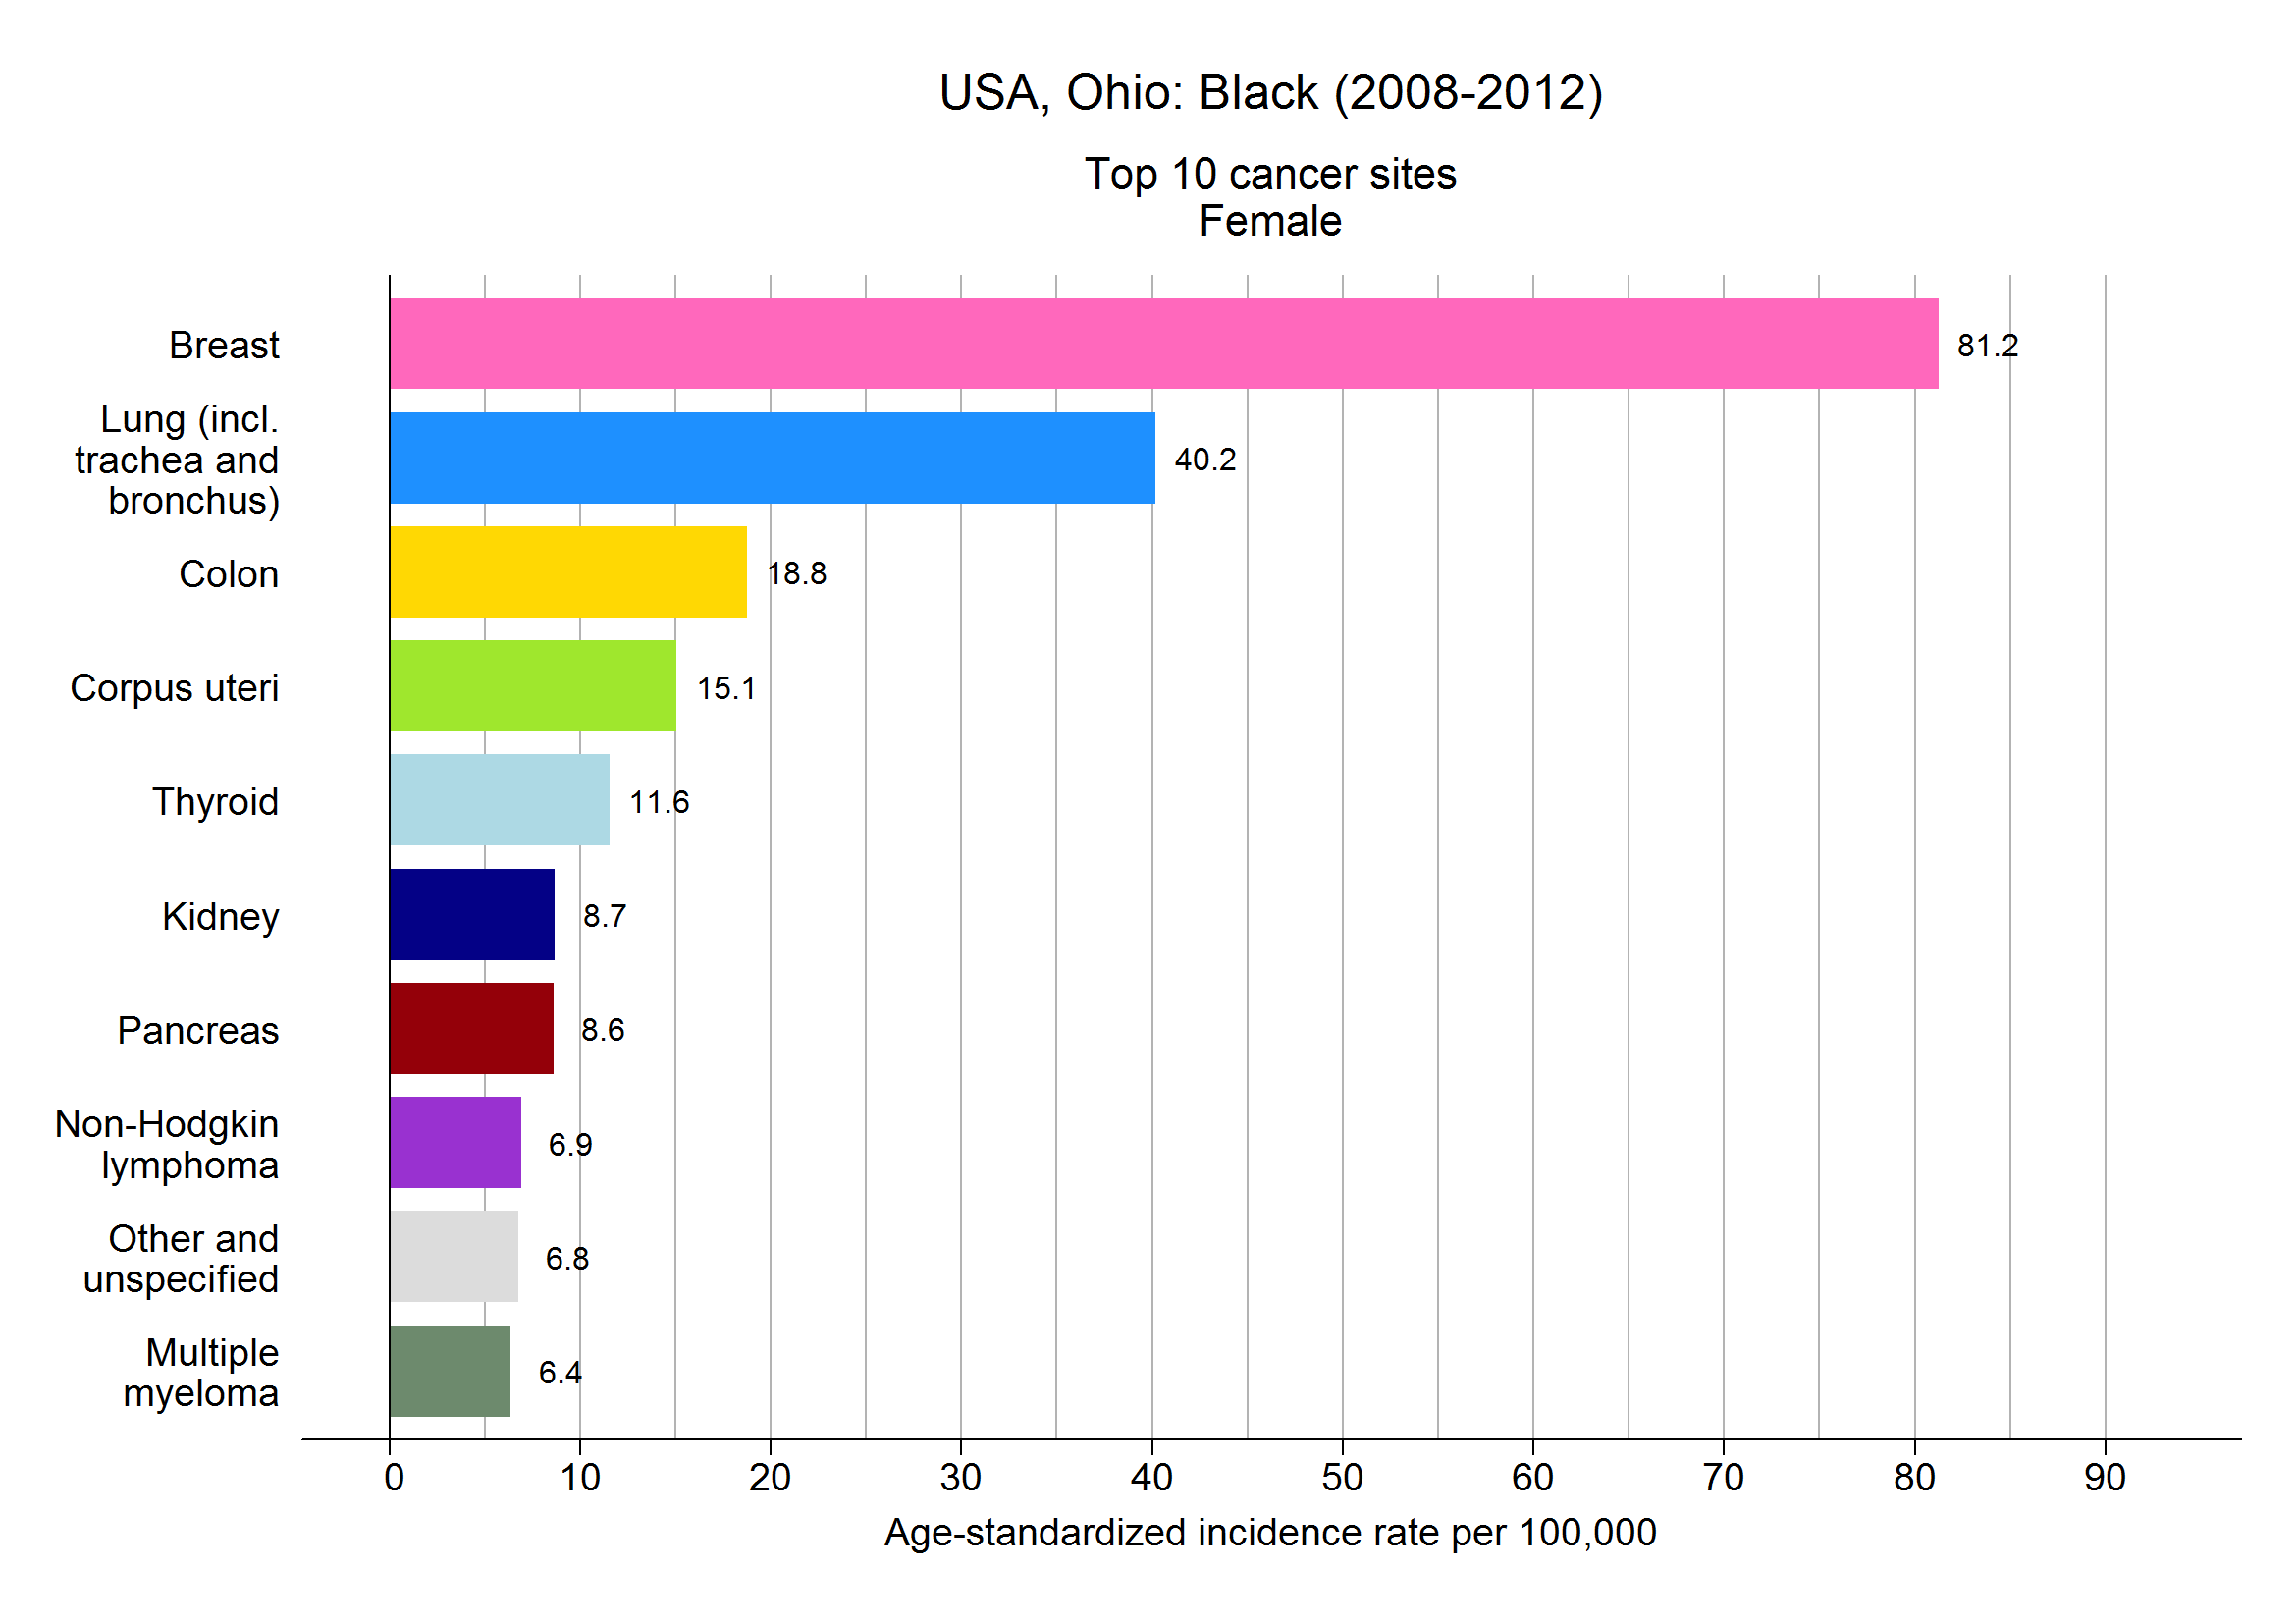 USA, Ohio: Black (2008-2012)
Top 10 cancer sites
Female
Breast
81.2
Lung (incl.
trachea and
bronchus)
40.2
Colon
18.8
Corpus uteri
15.1
Thyroid
11.6
Kidney
8.7
Pancreas
8.6
Non-Hodgkin
lymphoma
6.9
Other and
unspecified
6.8
Multiple
myeloma
6.4
0 10 20 30 40 50 60 70 80 90
Age-standardized incidence rate per 100,000